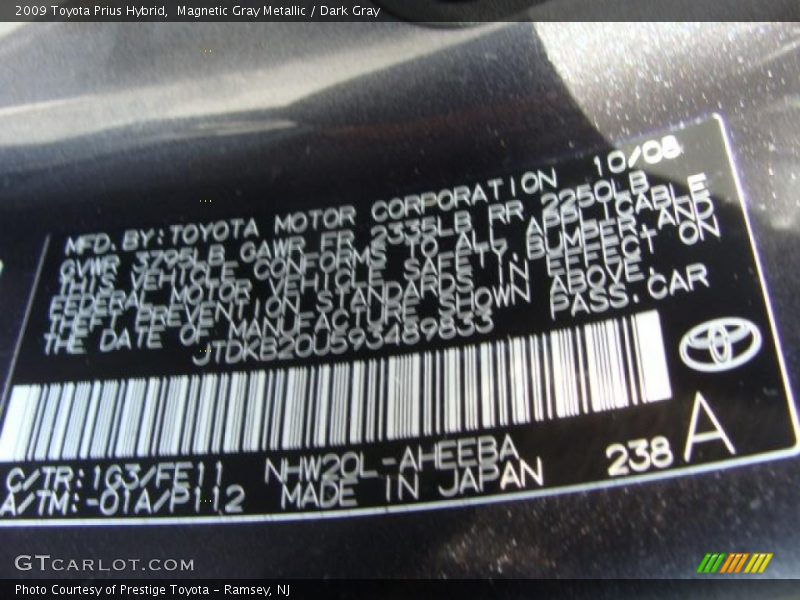 2009 Toyota Prius Hybrid, Magnetic Gray Metallic / Dark Gray
MFD. BY: TOYOTA MOTOR CORPORATION 10/08
GVWR 3795LB GAWR FR 2335LB RR 2250LB
THIS VEHICLE CONFORMS TO ALL APPLICABLE
FEDERAL MOTOR VEHICLE SAFETY, BUMPER, AND
THEFT PREVENTION STANDARDS IN EFFECT ON
THE DATE OF MANUFACTURE SHOWN ABOVE.
JTDKB20U593489833 PASS. CAR
C/TR: 1G3/FE11 NHW20L-AHEEBA 238 A
A/TM: -01A/P112 MADE IN JAPAN
GTCARLOT.COM
Photo Courtesy of Prestige Toyota - Ramsey, NJ